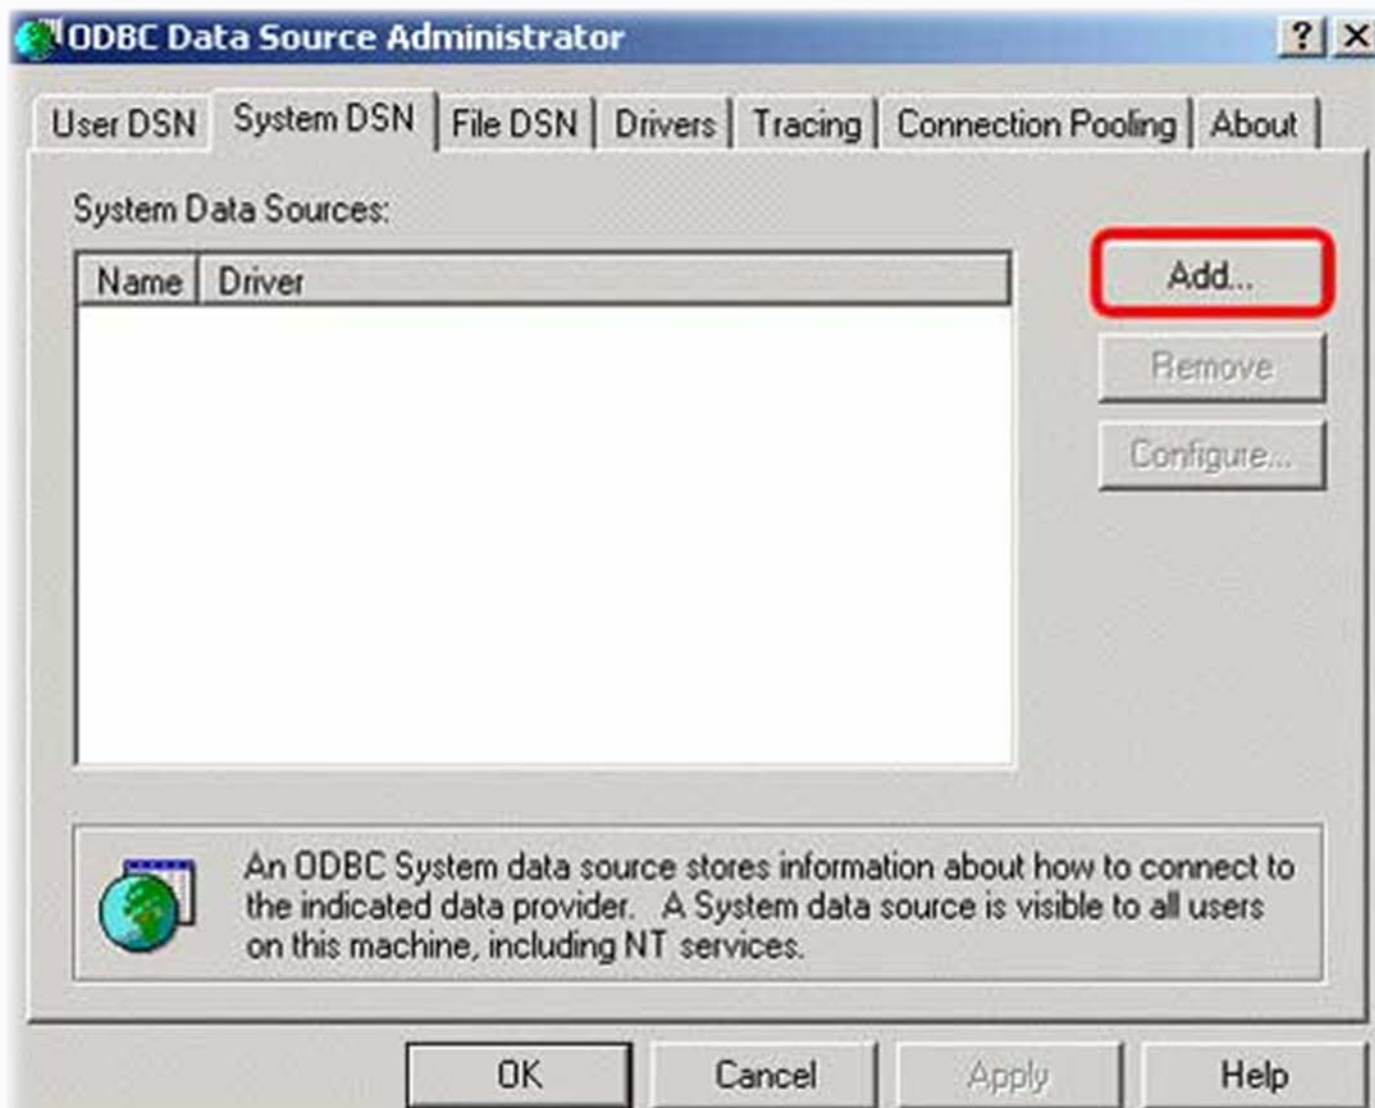 ODBC Data Source Administrator
User DSN System DSN File DSN Drivers Tracing Connection Pooling About
System Data Sources:
Name Driver
Add...
Remove
Configure...
An ODBC System data source stores information about how to connect to
the indicated data provider. A System data source is visible to all users
on this machine, including NT services.
OK Cancel Apply Help